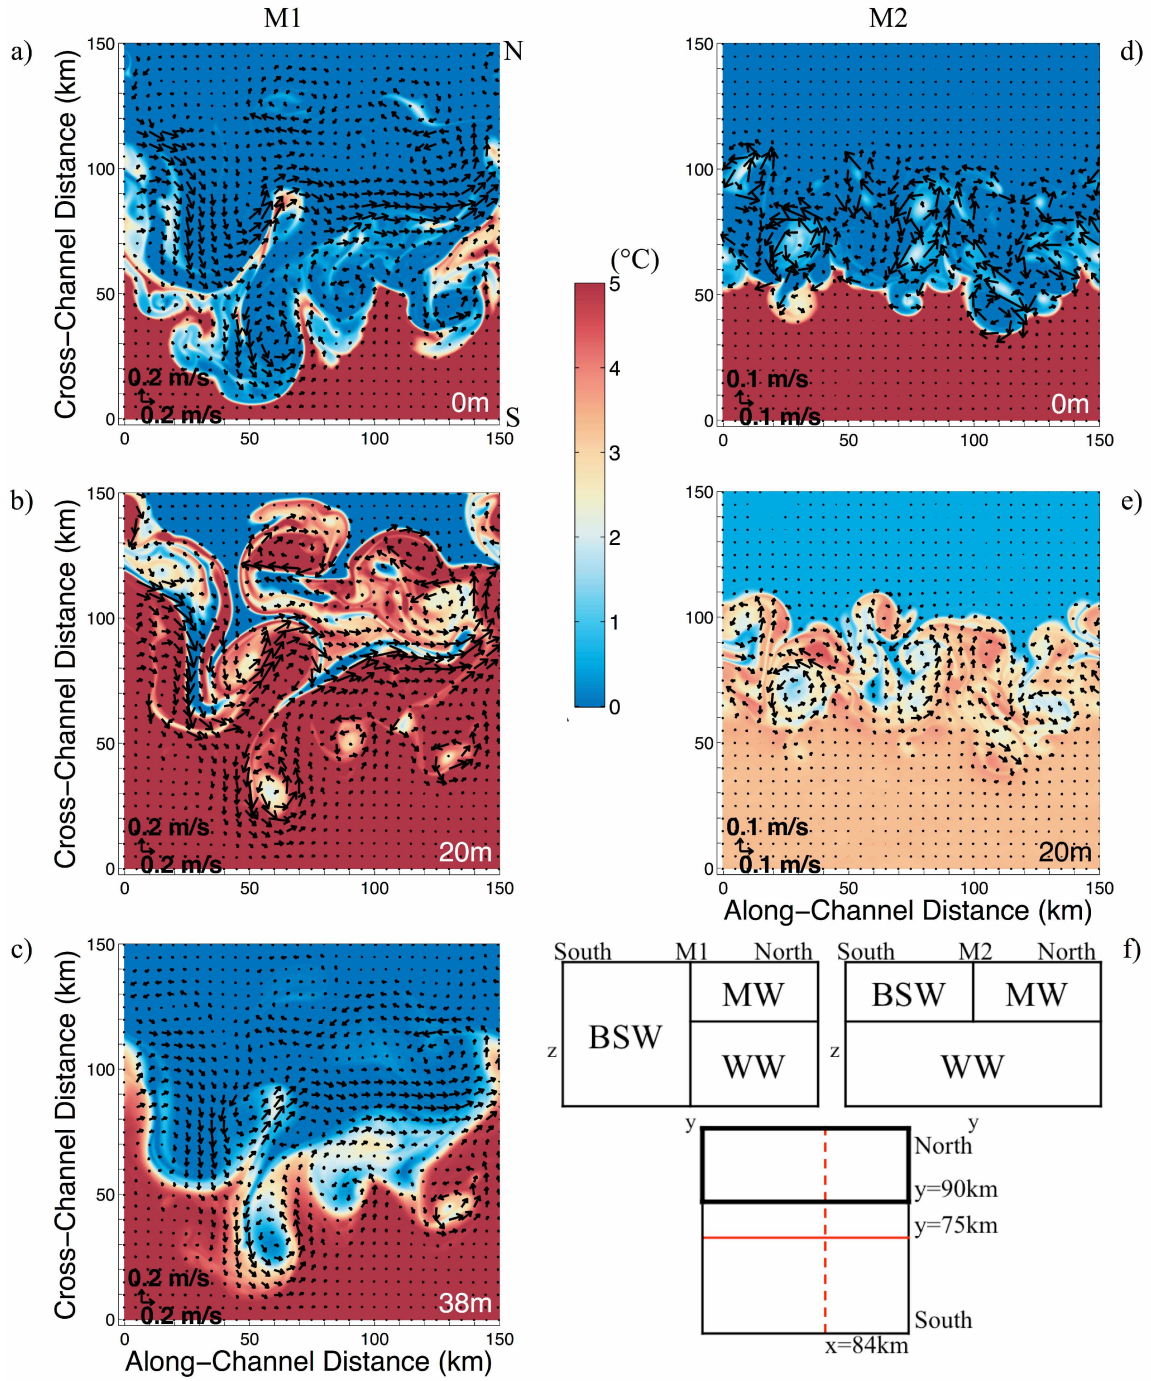 M1
M2
a)
150
100
50
0
Cross−Channel Distance (km)
N
S
0.2 m/s
0.2 m/s
0m
0
50
100
150
d)
150
100
50
0
0.1 m/s
0.1 m/s
0m
0
50
100
150
(°C)
5
4
3
2
1
0
b)
150
100
50
0
Cross−Channel Distance (km)
0.2 m/s
0.2 m/s
20m
0
50
100
150
e)
150
100
50
0
0.1 m/s
0.1 m/s
20m
0
50
100
150
Along−Channel Distance (km)
c)
150
100
50
0
Cross−Channel Distance (km)
0.2 m/s
0.2 m/s
38m
0
50
100
150
Along−Channel Distance (km)
f)
South M1 North
BSW
MW
WW
z
y
South M2 North
BSW
MW
WW
z
y
North
y=90km
y=75km
South
x=84km